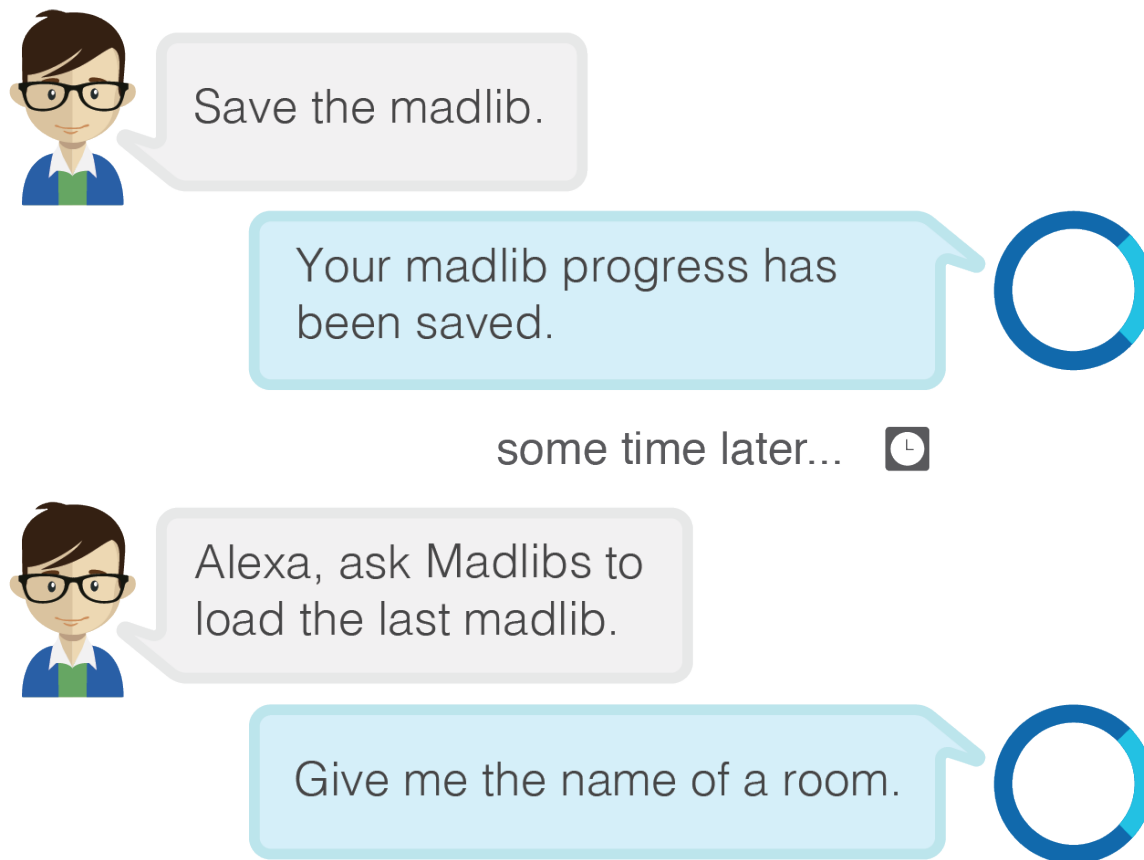 Save the madlib.
Your madlib progress has
been saved.
some time later...
Alexa, ask Madlibs to
load the last madlib.
Give me the name of a room.